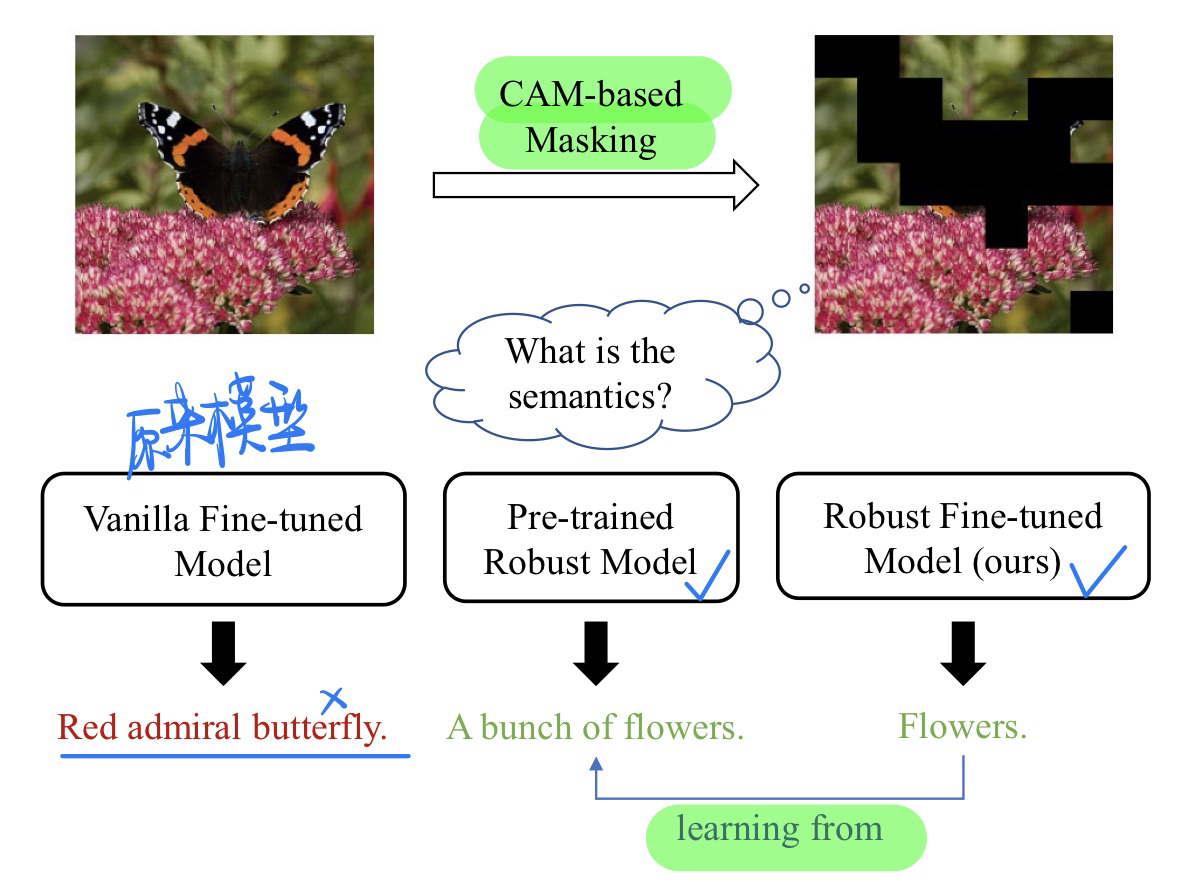 CAM-based
Masking
What is the
semantics?
原来模型
Vanilla Fine-tuned
Model
Pre-trained
Robust Model
Robust Fine-tuned
Model (ours)
Red admiral butterfly.
A bunch of flowers.
Flowers.
learning from